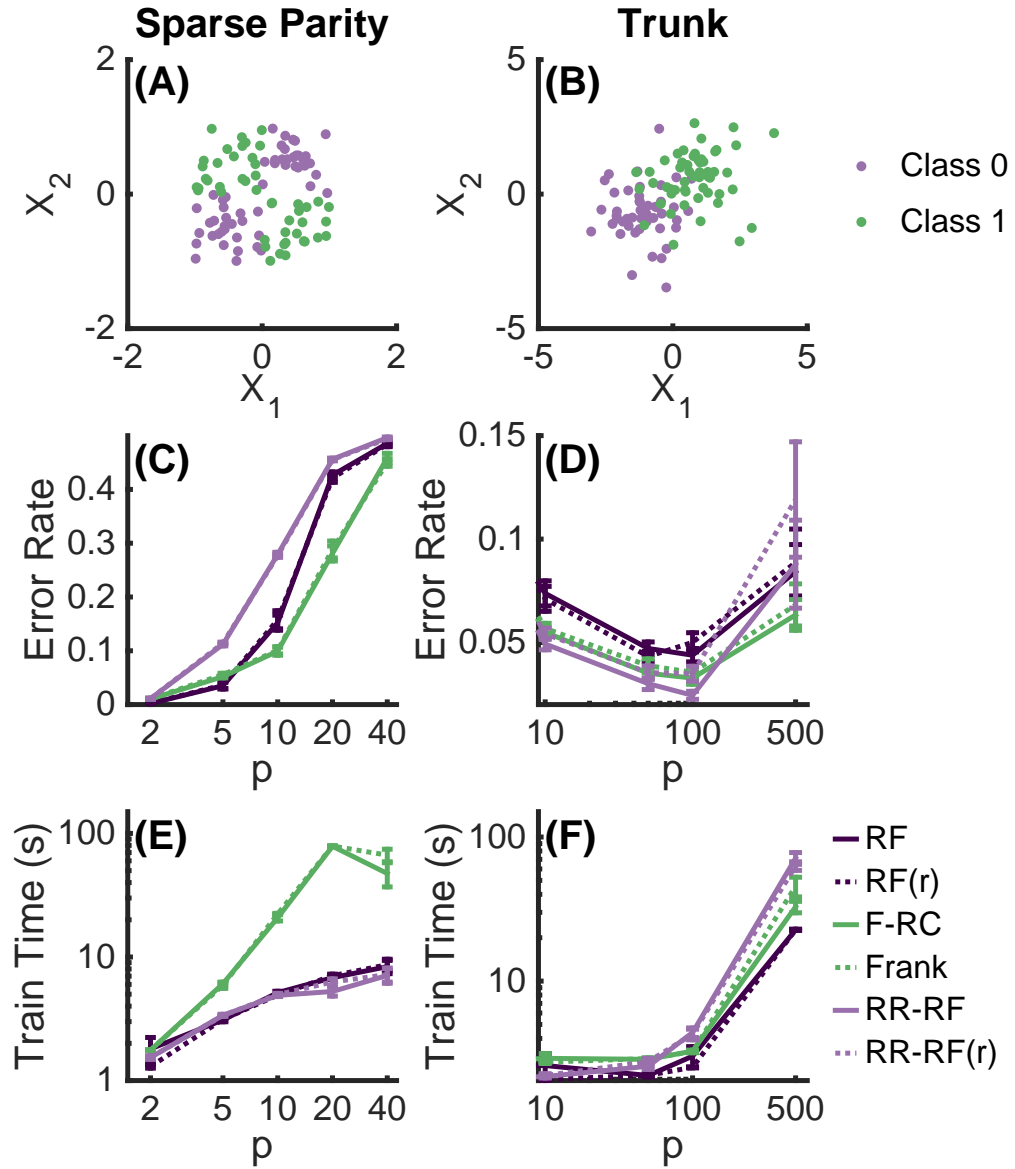 Sparse Parity
Trunk
(A)
2
0
-2
X2
-2
0
2
X1
(B)
5
0
-5
X2
-5
0
5
X1
Class 0
Class 1
(C)
0.4
0.3
0.2
0.1
0
Error Rate
2
5
10
20
40
p
(D)
0.15
0.1
0.05
Error Rate
10
100
500
p
(E)
100
10
1
Train Time (s)
2
5
10
20
40
p
(F)
100
10
Train Time (s)
10
100
500
p
RF
RF(r)
F-RC
Frank
RR-RF
RR-RF(r)